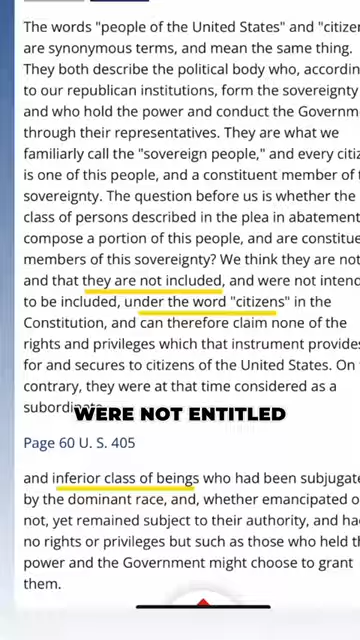 The words "people of the United States" and "citize
are synonymous terms, and mean the same thing.
They both describe the political body who, accordin
to our republican institutions, form the sovereignty
and who hold the power and conduct the Governm
through their representatives. They are what we
familiarly call the "sovereign people," and every citiz
is one of this people, and a constituent member of t
sovereignty. The question before us is whether the
class of persons described in the plea in abatement
compose a portion of this people, and are constitue
members of this sovereignty? We think they are not
and that they are not included, and were not intend
to be included, under the word "citizens" in the
Constitution, and can therefore claim none of the
rights and privileges which that instrument provides
for and secures to citizens of the United States. On
contrary, they were at that time considered as a
subordin
WERE NOT ENTITLED
Page 60 U. S. 405
and inferior class of beings who had been subjugate
by the dominant race, and, whether emancipated o
not, yet remained subject to their authority, and ha
no rights or privileges but such as those who held th
power and the Government might choose to grant
them.